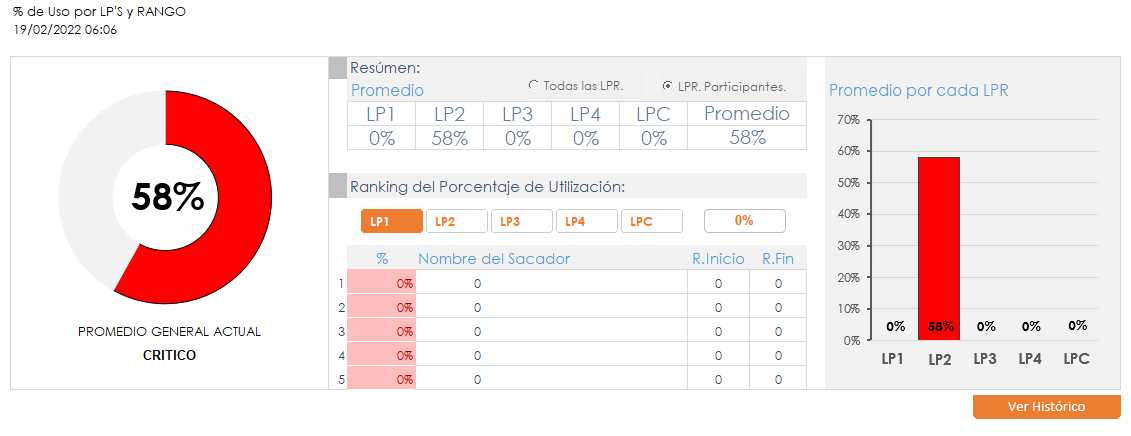 % de Uso por LP'S y RANGO
19/02/2022 06:06
58%
PROMEDIO GENERAL ACTUAL
CRITICO
Resúmen:
Promedio
Todas las LPR.
LPR. Participantes.
LP1 LP2 LP3 LP4 LPC Promedio
0% 58% 0% 0% 0% 58%
Ranking del Porcentaje de Utilización:
LP1 LP2 LP3 LP4 LPC 0%
% Nombre del Sacador R.Inicio R.Fin
1 0% 0 0 0
2 0% 0 0 0
3 0% 0 0 0
4 0% 0 0 0
5 0% 0 0 0
Promedio por cada LPR
70%
60%
50%
40%
30%
20%
10%
0%
0% 58% 0% 0% 0%
LP1 LP2 LP3 LP4 LPC
Ver Histórico